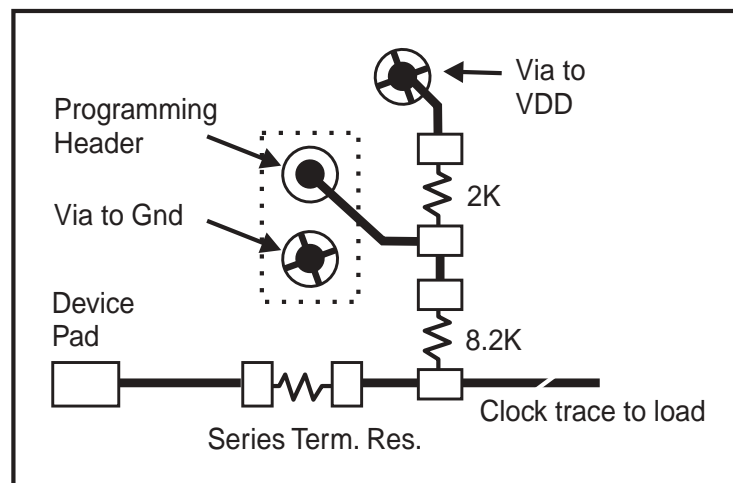 Via to
VDD
Programming
Header
2K
Via to Gnd
Device
Pad
8.2K
Clock trace to load
Series Term. Res.